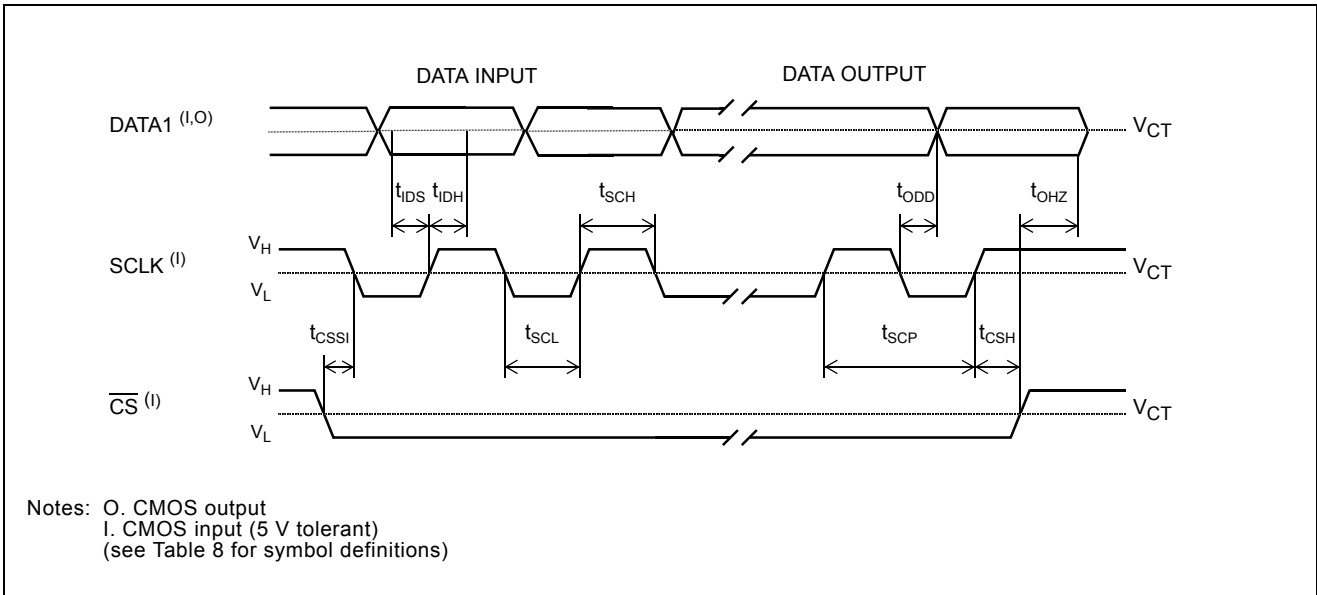 DATA INPUT DATA OUTPUT
DATA1 (I,O) VCT
tIDS tIDH tSCH tODD tOHZ
VH
SCLK (I) VCT
VL
tCSSI tSCL tSCP tCSH
VH
CS (I) VCT
VL
Notes: O. CMOS output
I. CMOS input (5 V tolerant)
(see Table 8 for symbol definitions)